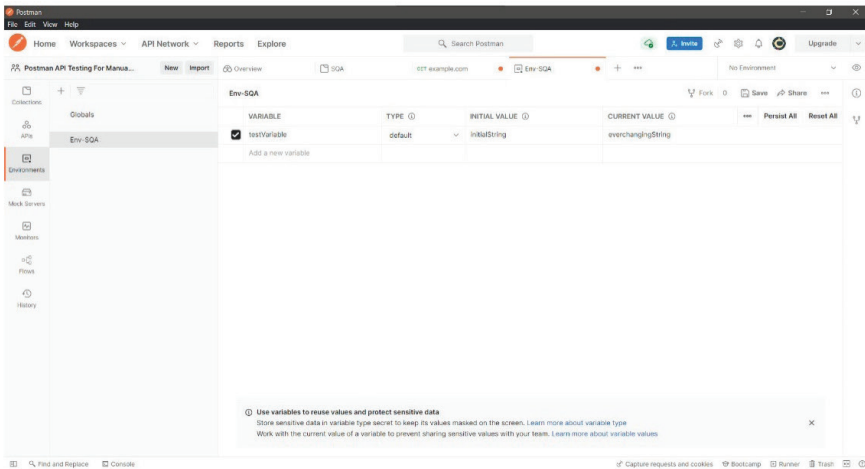 Postman
File Edit View Help
Home Workspaces API Network Reports Explore Search Postman Invite Upgrade
Postman API Testing For Manua... New Import Overview SQA GET example.com Env-SQA No Environment
Collections
APIs
Environments
Mock Servers
Monitors
Flows
History
Globals
Env-SQA
Env-SQA Fork 0 Save Share
VARIABLE TYPE INITIAL VALUE CURRENT VALUE Persist All Reset All
testVariable default initialString everchangingString
Add a new variable
Use variables to reuse values and protect sensitive data
Store sensitive data in variable type secret to keep its values masked on the screen. Learn more about variable type
Work with the current value of a variable to prevent sharing sensitive values with your team. Learn more about variable values
Find and Replace Console Capture requests and cookies Bootcamp Runner Trash